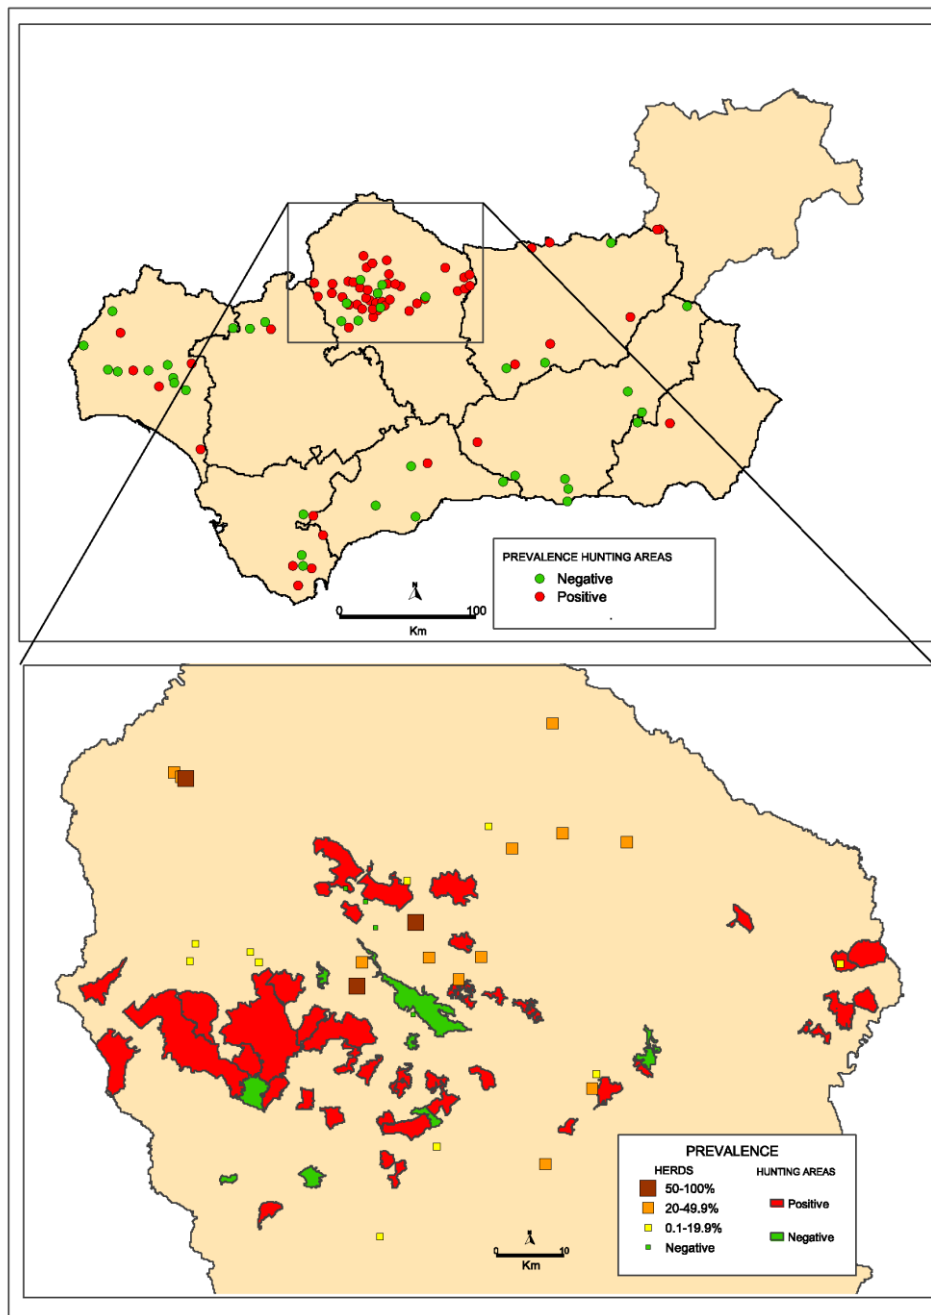 PREVALENCE HUNTING AREAS
Negative
Positive
N
0 100
Km
PREVALENCE
HERDS HUNTING AREAS
50-100%
20-49.9% Positive
0.1-19.9%
Negative Negative
N
0 10
Km